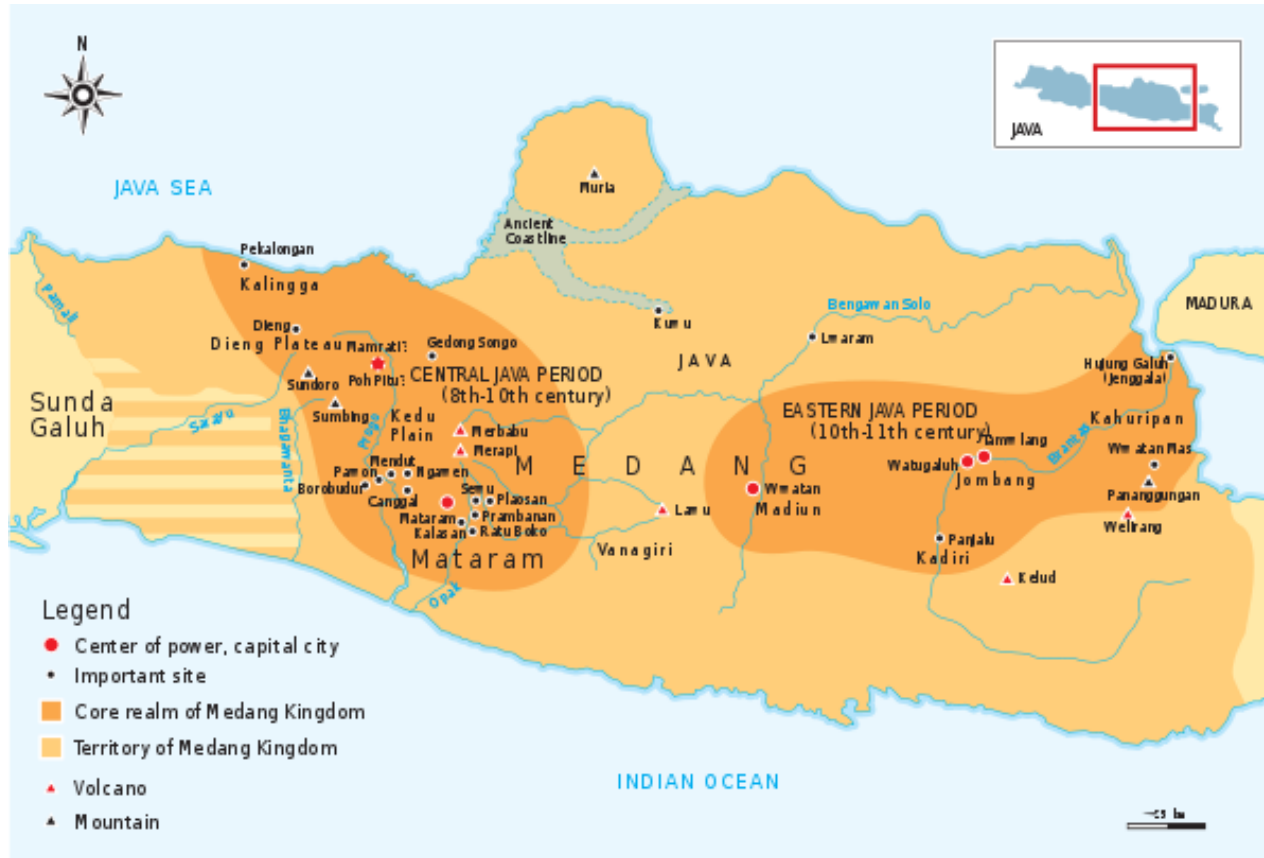 N
JAVA
JAVA SEA
Muria
Ancient
Coastline
Pekalongan
Kalingga
Pamali
Bengawan Solo
MADURA
Kuwu
Lwaram
Dieng
Dieng Plateau
Mamrati?
Gedong Songo
JAVA
Hujung Galuh
(Jenggala)
Poh Pitu?
CENTRAL JAVA PERIOD
(8th-10th century)
Sundoro
Sunda
Galuh
Sumbing
Kedu
Plain
EASTERN JAVA PERIOD
(10th-11th century)
Kahuripan
Serayu
Bhagawanta
Progo
Merbabu
Merapi
Tamwlang
Brantas
Wwatan Mas
MEDANG
Watugaluh
Jombang
Pawon
Mendut
Ngawen
Borobudur
Canggal
Sewu
Plaosan
Wwatan
Madiun
Pananggungan
Mataram
Prambanan
Lawu
Welirang
Kalasan
Ratu Boko
Vanagiri
Panjalu
Kadiri
Mataram
Kelud
Opak
Legend
Center of power, capital city
Important site
Core realm of Medang Kingdom
Territory of Medang Kingdom
Volcano
Mountain
INDIAN OCEAN